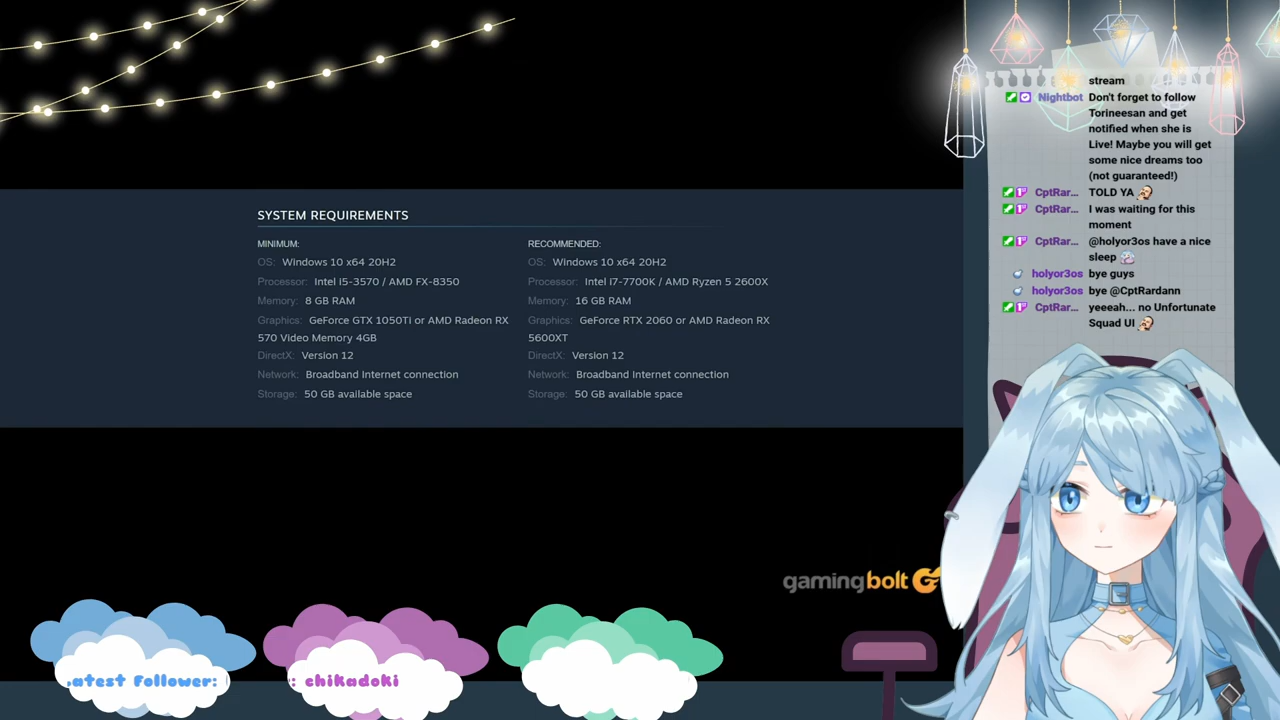 SYSTEM REQUIREMENTS
MINIMUM:
OS: Windows 10 x64 20H2
Processor: Intel i5-3570 / AMD FX-8350
Memory: 8 GB RAM
Graphics: GeForce GTX 1050TI or AMD Radeon RX
570 Video Memory 4GB
DirectX: Version 12
Network: Broadband Internet connection
Storage: 50 GB available space
RECOMMENDED:
OS: Windows 10 x64 20H2
Processor: Intel I7-7700K / AMD Ryzen 5 2600X
Memory: 16 GB RAM
Graphics: GeForce RTX 2060 or AMD Radeon RX
5600XT
DirectX: Version 12
Network: Broadband Internet connection
Storage: 50 GB available space
stream
Nightbot Don't forget to follow
Torineesan and get
notified when she is
Live! Maybe you will get
some nice dreams too
(not guaranteed!)
CptRar... TOLD YA
CptRar... I was waiting for this
moment
CptRar... @holyor3os have a nice
sleep
holyor3os bye guys
holyor3os bye @CptRardann
CptRar... yeeeah... no Unfortunate
Squad UI
gamingbolt
atest Follower:
: chikadoki